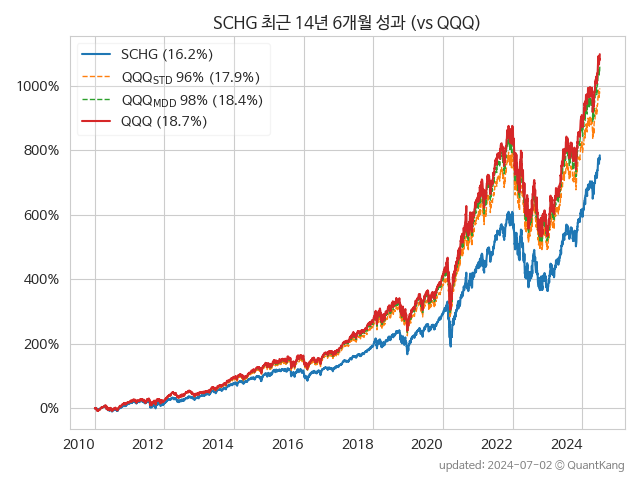 SCHG 최근 14년 6개월 성과 (vs QQQ)
SCHG (16.2%)
QQQSTD 96% (17.9%)
QQQMDD 98% (18.4%)
QQQ (18.7%)
1000%
800%
600%
400%
200%
0%
2010 2012 2014 2016 2018 2020 2022 2024
updated: 2024-07-02 © QuantKang